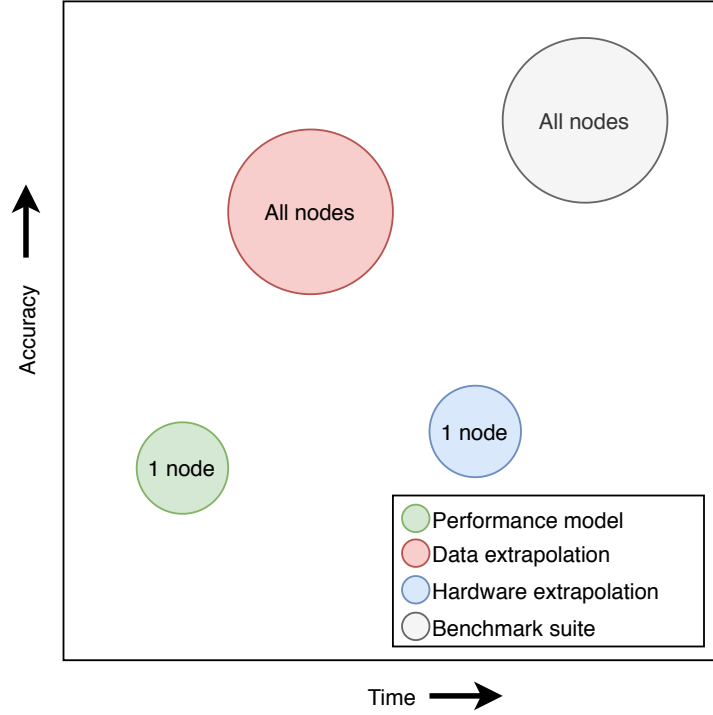 All nodes
All nodes
Accuracy
1 node
1 node
Performance model
Data extrapolation
Hardware extrapolation
Benchmark suite
Time